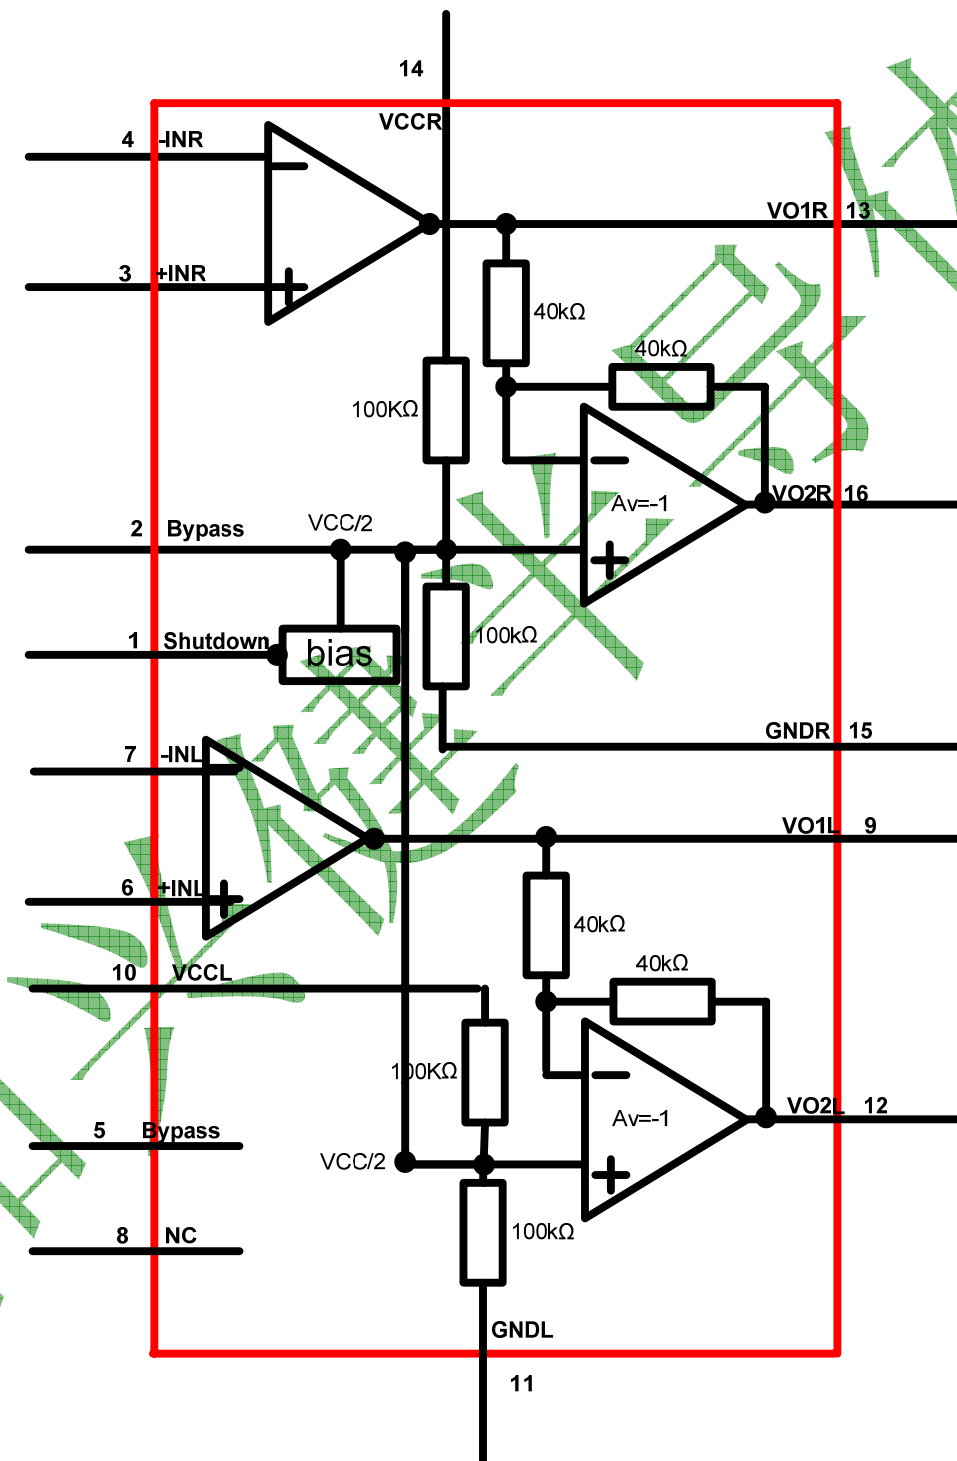 14
VCCR
4 -INR
VO1R 13
3 +INR
40kΩ
40kΩ
100KΩ
Av=-1
VO2R 16
2 Bypass
VCC/2
1 Shutdown
bias
100kΩ
GNDR 15
7 -INL
VO1L 9
6 +INL
40kΩ
40kΩ
10 VCCL
100KΩ
Av=-1
VO2L 12
5 Bypass
VCC/2
8 NC
100kΩ
GNDL
11